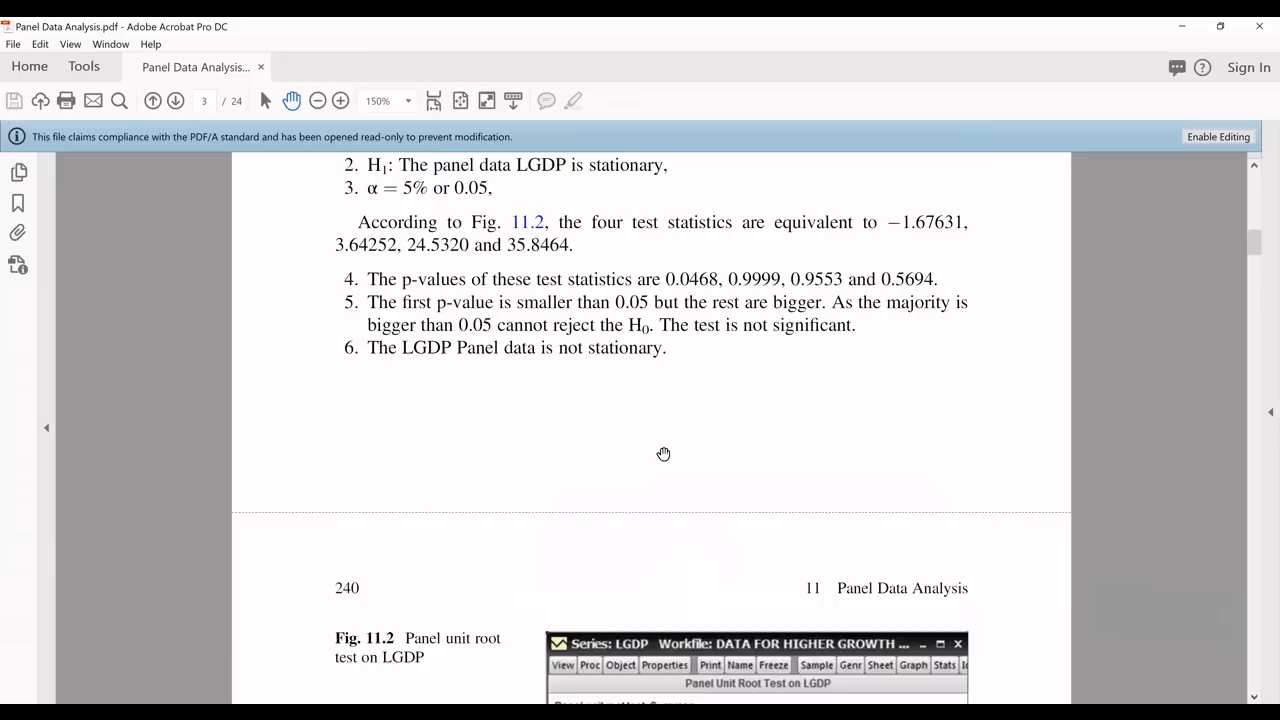 Panel Data Analysis.pdf - Adobe Acrobat Pro DC
File Edit View Window Help
Home Tools Panel Data Analysis... × Sign In
3 / 24 150%
This file claims compliance with the PDF/A standard and has been opened read-only to prevent modification. Enable Editing
2. H₁: The panel data LGDP is stationary,
3. α = 5% or 0.05,
According to Fig. 11.2, the four test statistics are equivalent to −1.67631,
3.64252, 24.5320 and 35.8464.
4. The p-values of these test statistics are 0.0468, 0.9999, 0.9553 and 0.5694.
5. The first p-value is smaller than 0.05 but the rest are bigger. As the majority is
bigger than 0.05 cannot reject the H₀. The test is not significant.
6. The LGDP Panel data is not stationary.
240 11 Panel Data Analysis
Fig. 11.2 Panel unit root
test on LGDP
Series: LGDP Workfile: DATA FOR HIGHER GROWTH ...
View Proc Object Properties Print Name Freeze Sample Genr Sheet Graph Stats
Panel Unit Root Test on LGDP